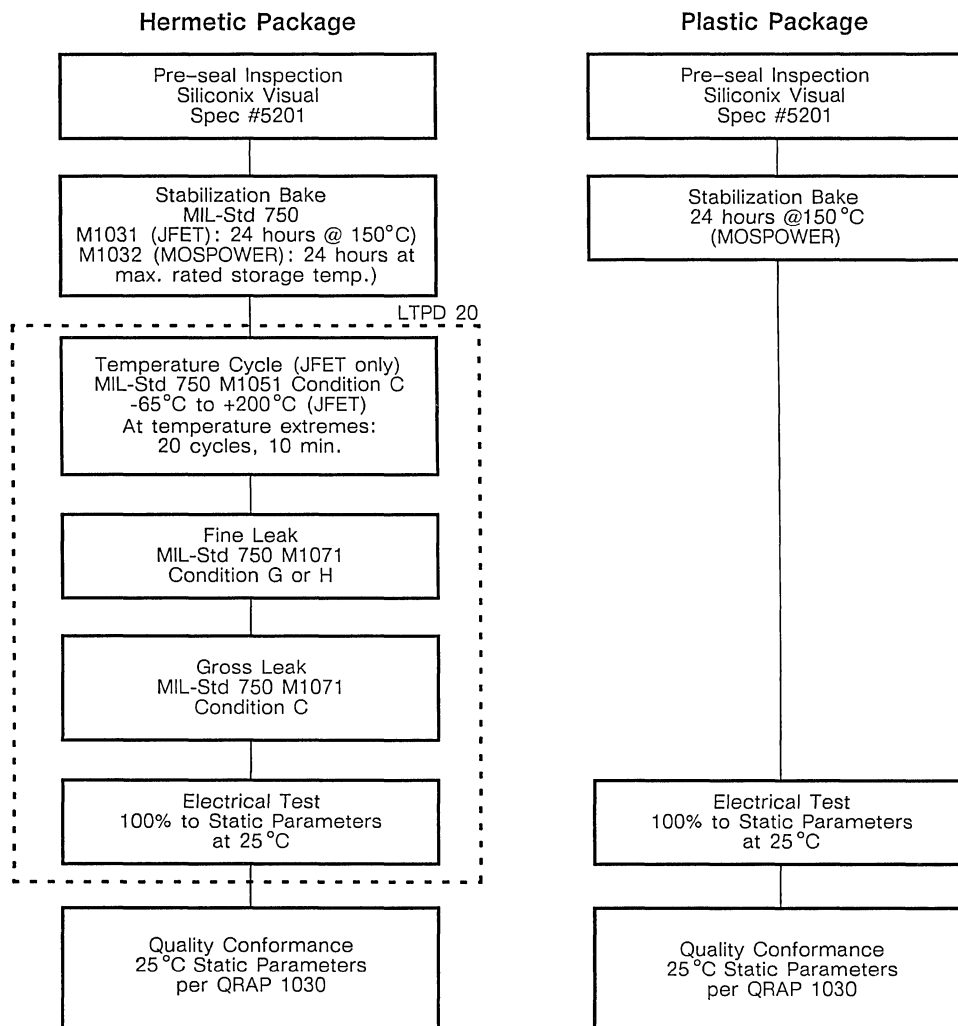 Hermetic Package
Pre-seal Inspection
Siliconix Visual
Spec #5201
Stabilization Bake
MIL-Std 750
M1031 (JFET): 24 hours @ 150°C)
M1032 (MOSPOWER): 24 hours at
max. rated storage temp.)
LTPD 20
Temperature Cycle (JFET only)
MIL-Std 750 M1051 Condition C
-65°C to +200°C (JFET)
At temperature extremes:
20 cycles, 10 min.
Fine Leak
MIL-Std 750 M1071
Condition G or H
Gross Leak
MIL-Std 750 M1071
Condition C
Electrical Test
100% to Static Parameters
at 25°C
Quality Conformance
25°C Static Parameters
per QRAP 1030
Plastic Package
Pre-seal Inspection
Siliconix Visual
Spec #5201
Stabilization Bake
24 hours @150°C
(MOSPOWER)
Electrical Test
100% to Static Parameters
at 25°C
Quality Conformance
25°C Static Parameters
per QRAP 1030